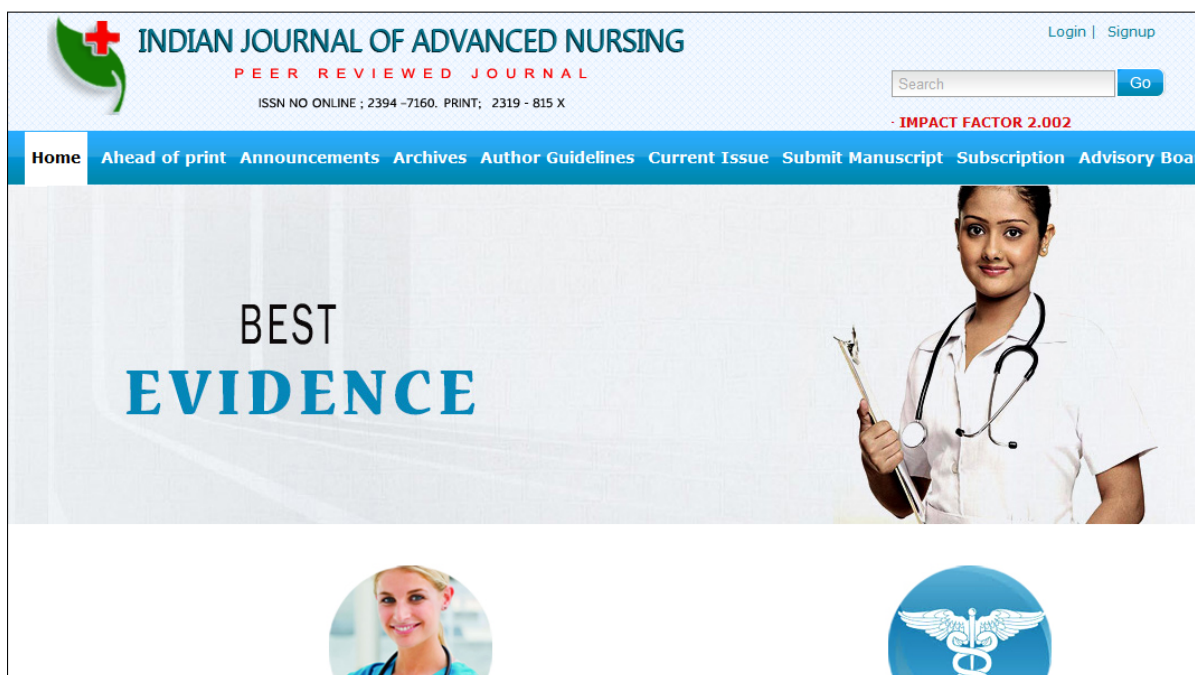 INDIAN JOURNAL OF ADVANCED NURSING
PEER REVIEWED JOURNAL
ISSN NO ONLINE ; 2394 –7160. PRINT; 2319 - 815 X
Login | Signup
Search Go
· IMPACT FACTOR 2.002
Home Ahead of print Announcements Archives Author Guidelines Current Issue Submit Manuscript Subscription Advisory Boa
BEST
EVIDENCE